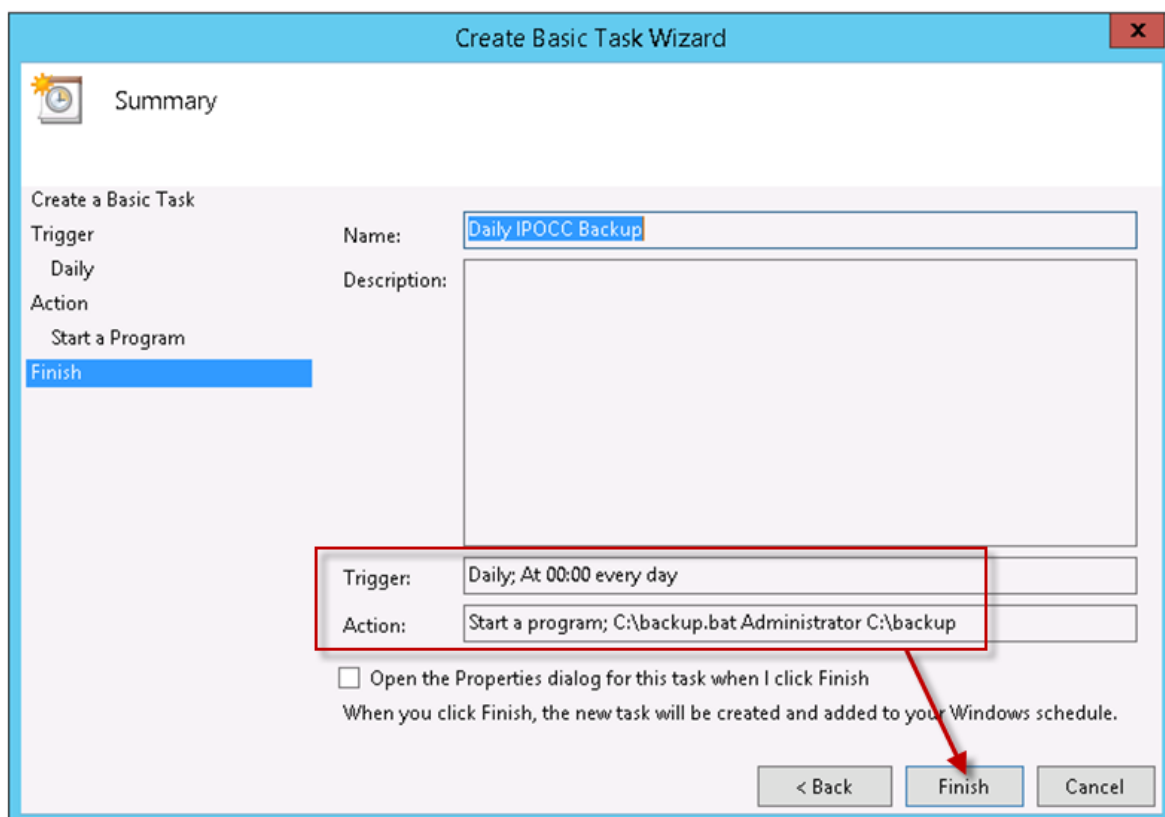 Create Basic Task Wizard
x
Summary
Create a Basic Task
Trigger
Daily
Action
Start a Program
Finish
Name: Daily IPOCC Backup
Description:
Trigger: Daily; At 00:00 every day
Action: Start a program; C:\backup.bat Administrator C:\backup
Open the Properties dialog for this task when I click Finish
When you click Finish, the new task will be created and added to your Windows schedule.
< Back Finish Cancel